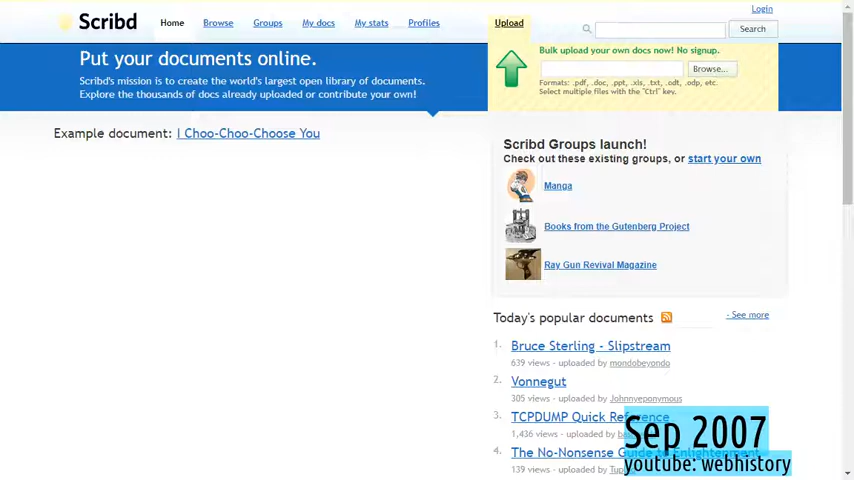 Login
Scribd Home Browse Groups My docs My stats Profiles Upload Search
Put your documents online.
Bulk upload your own docs now! No signup.
Scribd's mission is to create the world's largest open library of documents.
Explore the thousands of docs already uploaded or contribute your own!
Browse...
Formats: .pdf, .doc, .ppt, .xls, .txt, .odt, .odp, etc.
Select multiple files with the "Ctrl" key.
Example document: I Choo-Choo-Choose You
Scribd Groups launch!
Check out these existing groups, or start your own
Manga
Books from the Gutenberg Project
Ray Gun Revival Magazine
Today's popular documents - See more
1. Bruce Sterling - Slipstream
639 views - uploaded by mondobeyondo
2. Vonnegut
305 views - uploaded by Johnnyeponymous
3. TCPDUMP Quick Reference
1,436 views - uploaded by
4. The No-Nonsense Guide to Enlightenment
139 views - uploaded by
Sep 2007
youtube: webhistory